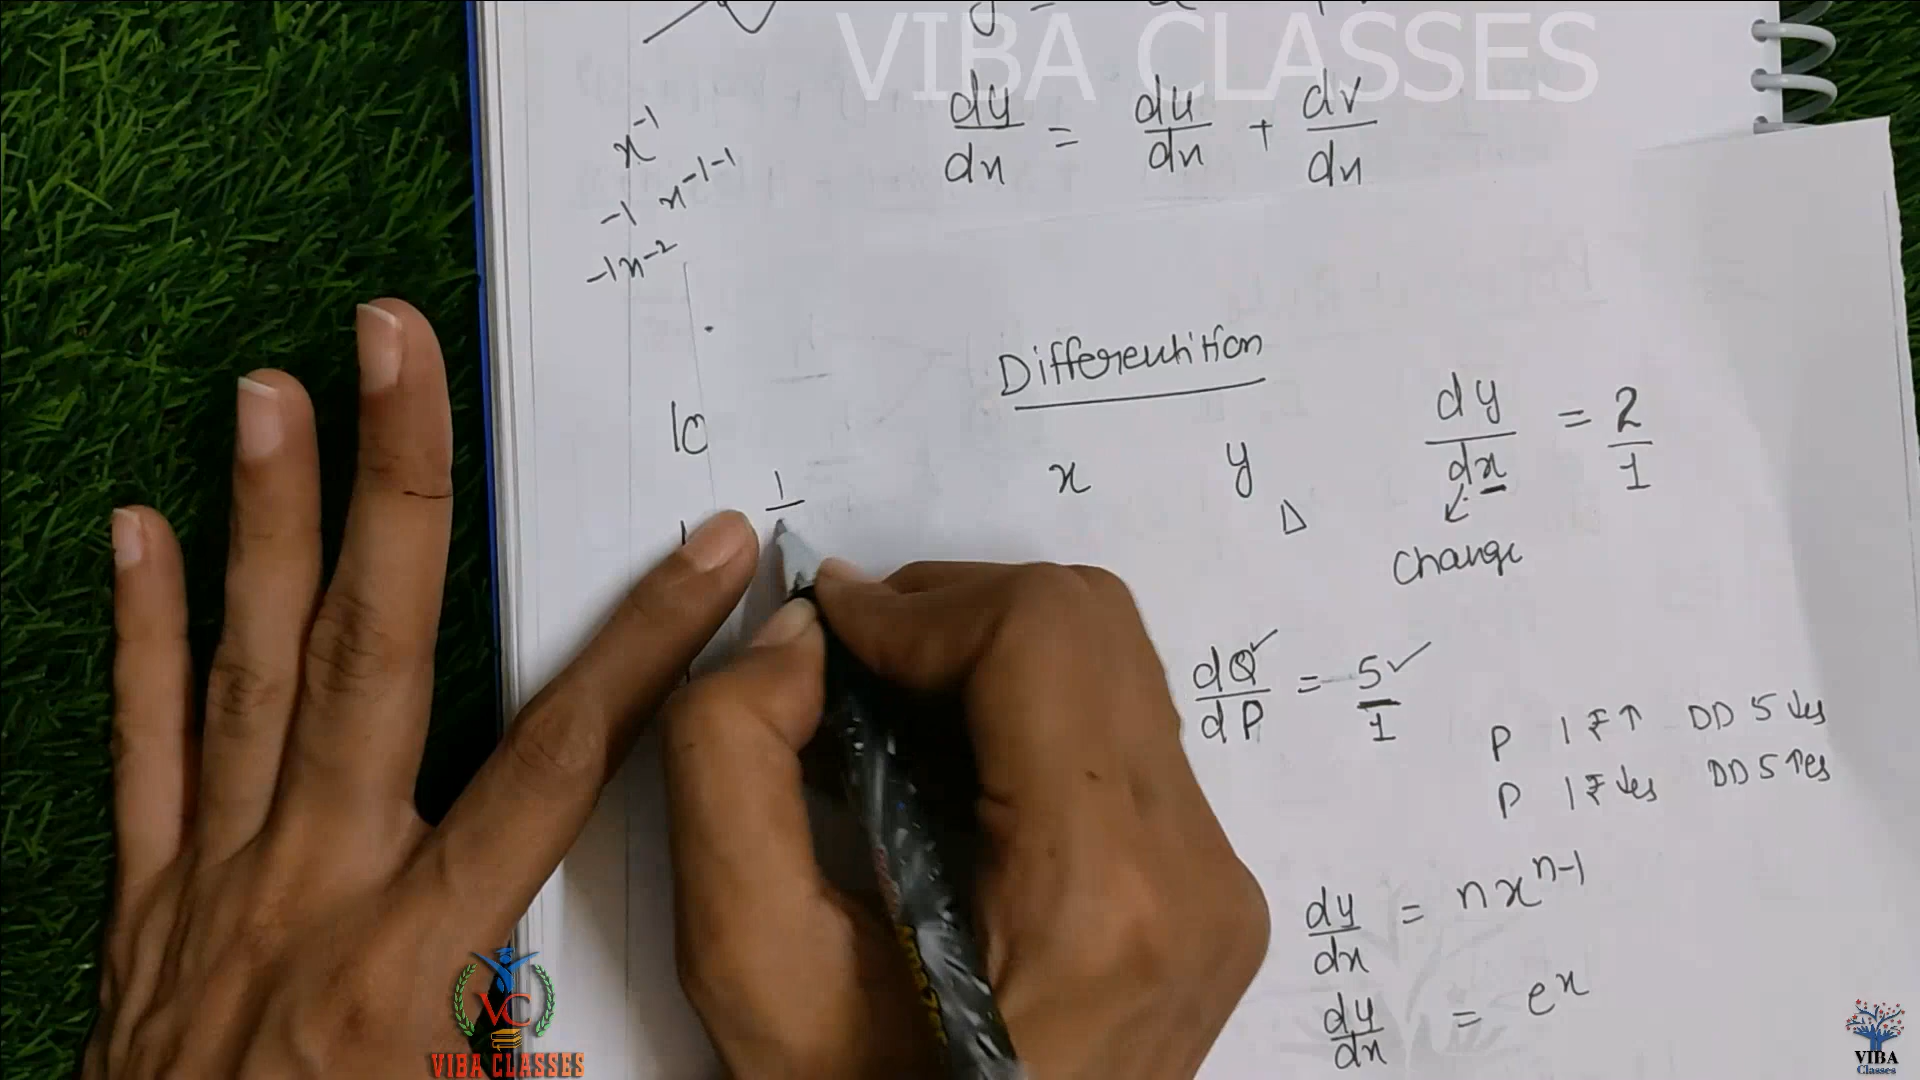 VIBA CLASSES
dy/dx = du/dx + dv/dx
x^-1
-1 x^-1-1
-1x^-2
Differentition
10
x y dy/dx = 2/1
1
Δ
Change
dQ/dP = -5/1
P 1₹↑ DD 5 ↓es
P 1₹↓es DD 5 ↑es
dy/dx = nx^n-1
dy/dx = e^x
VC
VIBA CLASSES
VIBA
Classes